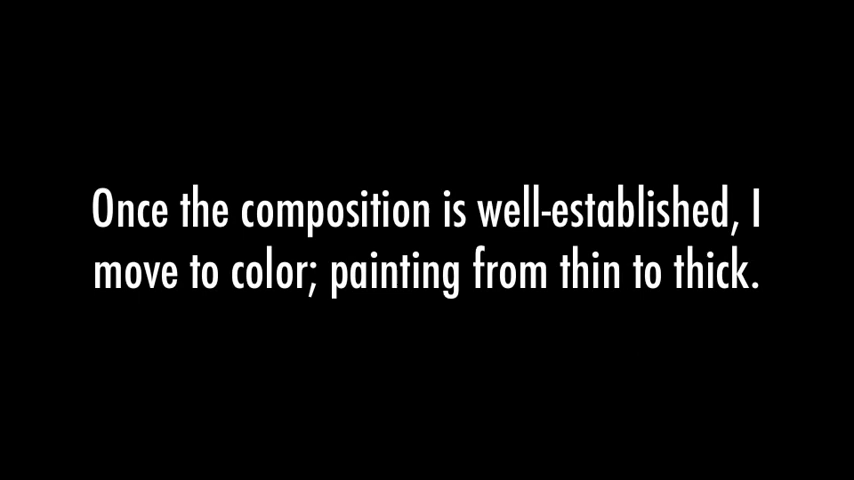 Once the composition is well-established, I
move to color; painting from thin to thick.